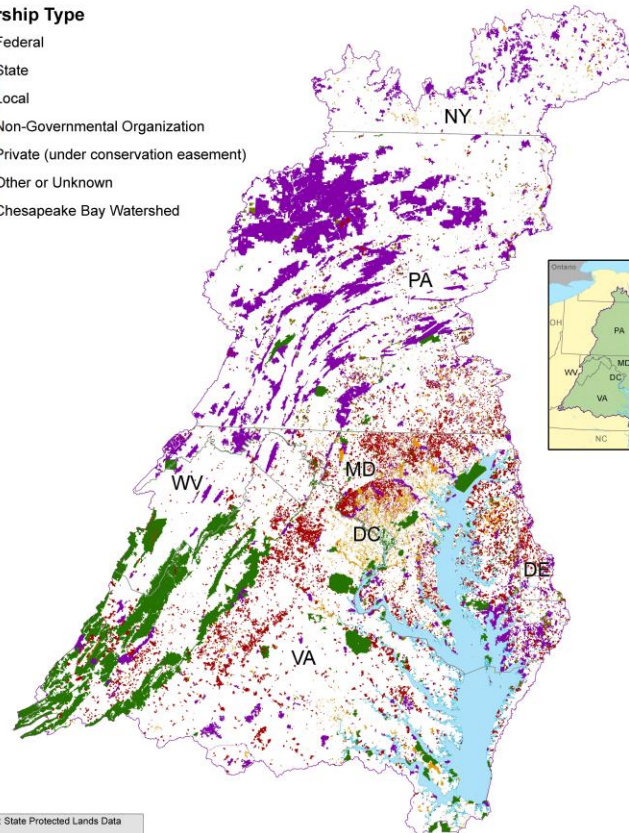 rship Type
Federal
State
Local
Non-Governmental Organization
Private (under conservation easement)
Other or Unknown
Chesapeake Bay Watershed
NY
PA
MD
WV
DC
DE
VA
Ontario
OH
PA
WV
MD
DC
VA
NC
State Protected Lands Data